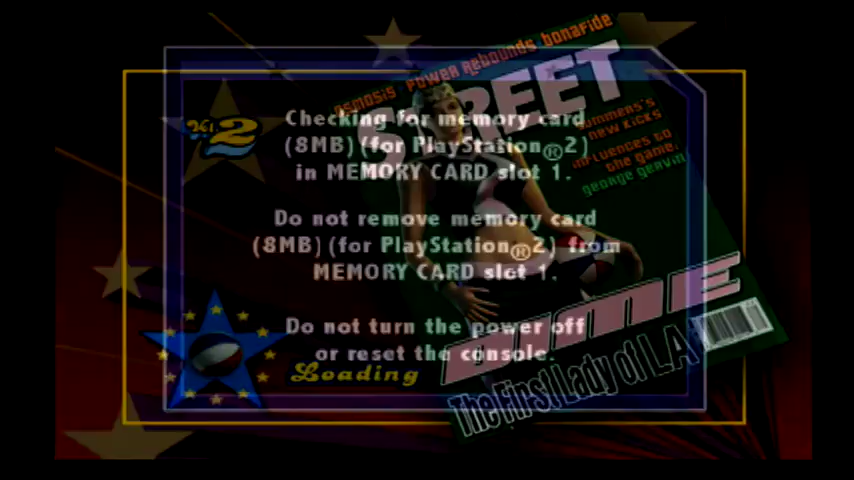 OSMOSIS POWER REBOUNDS BONAFIDE
STREET
Vol.2
SUMMENS'S
NEW KICKS
INFLUENCES TO
THE GAME:
GEORGE GERVIN
Checking for memory card
(8MB) (for PlayStation®2)
in MEMORY CARD slot 1.
Do not remove memory card
(8MB) (for PlayStation®2) from
MEMORY CARD slot 1.
Do not turn the power off
or reset the console.
Loading
DIME
The First Lady of L.A